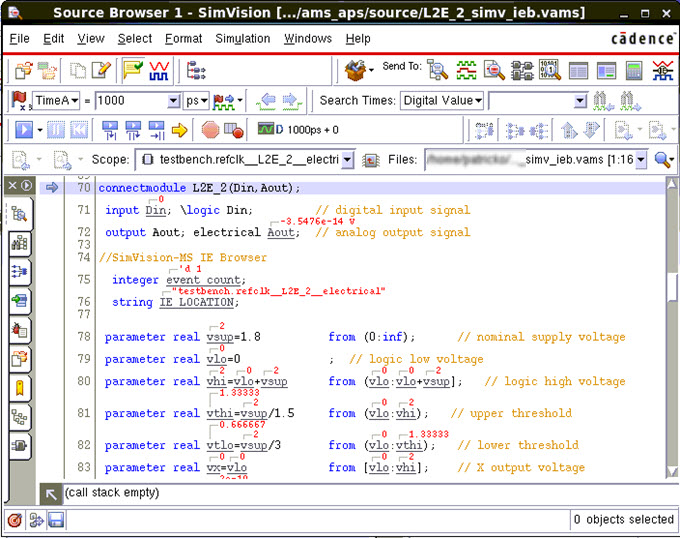 Source Browser 1 - SimVision [.../ams_aps/source/L2E_2_simv_ieb.vams]
File Edit View Select Format Simulation Windows Help cādence
Send To:
TimeA = 1000 ps Search Times: Digital Value
D 1000ps + 0
Scope: testbench.refclk__L2E_2__electri Files: simv_ieb.vams [1:16
70 connectmodule L2E_2(Din,Aout);
0
71 input Din; \logic Din; // digital input signal
-3.5476e-14 V
72 output Aout; electrical Aout; // analog output signal
73
74 //SimVision-MS IE Browser
'd 1
75 integer event_count;
"testbench.refclk__L2E_2__electrical"
76 string IE_LOCATION;
77
2
78 parameter real vsup=1.8 from (0:inf); // nominal supply voltage
0
79 parameter real vlo=0 ; // logic low voltage
2 0 2 0 0 2
80 parameter real vhi=vlo+vsup from (vlo:vlo+vsup]; // logic high voltage
1.33333
2 0 2
81 parameter real vthi=vsup/1.5 from (vlo:vhi); // upper threshold
0.666667
2 0 1.33333
82 parameter real vtlo=vsup/3 from (vlo:vthi); // lower threshold
0 0 2
83 parameter real vx=vlo from [vlo:vhi]; // X output voltage
(call stack empty)
0 objects selected